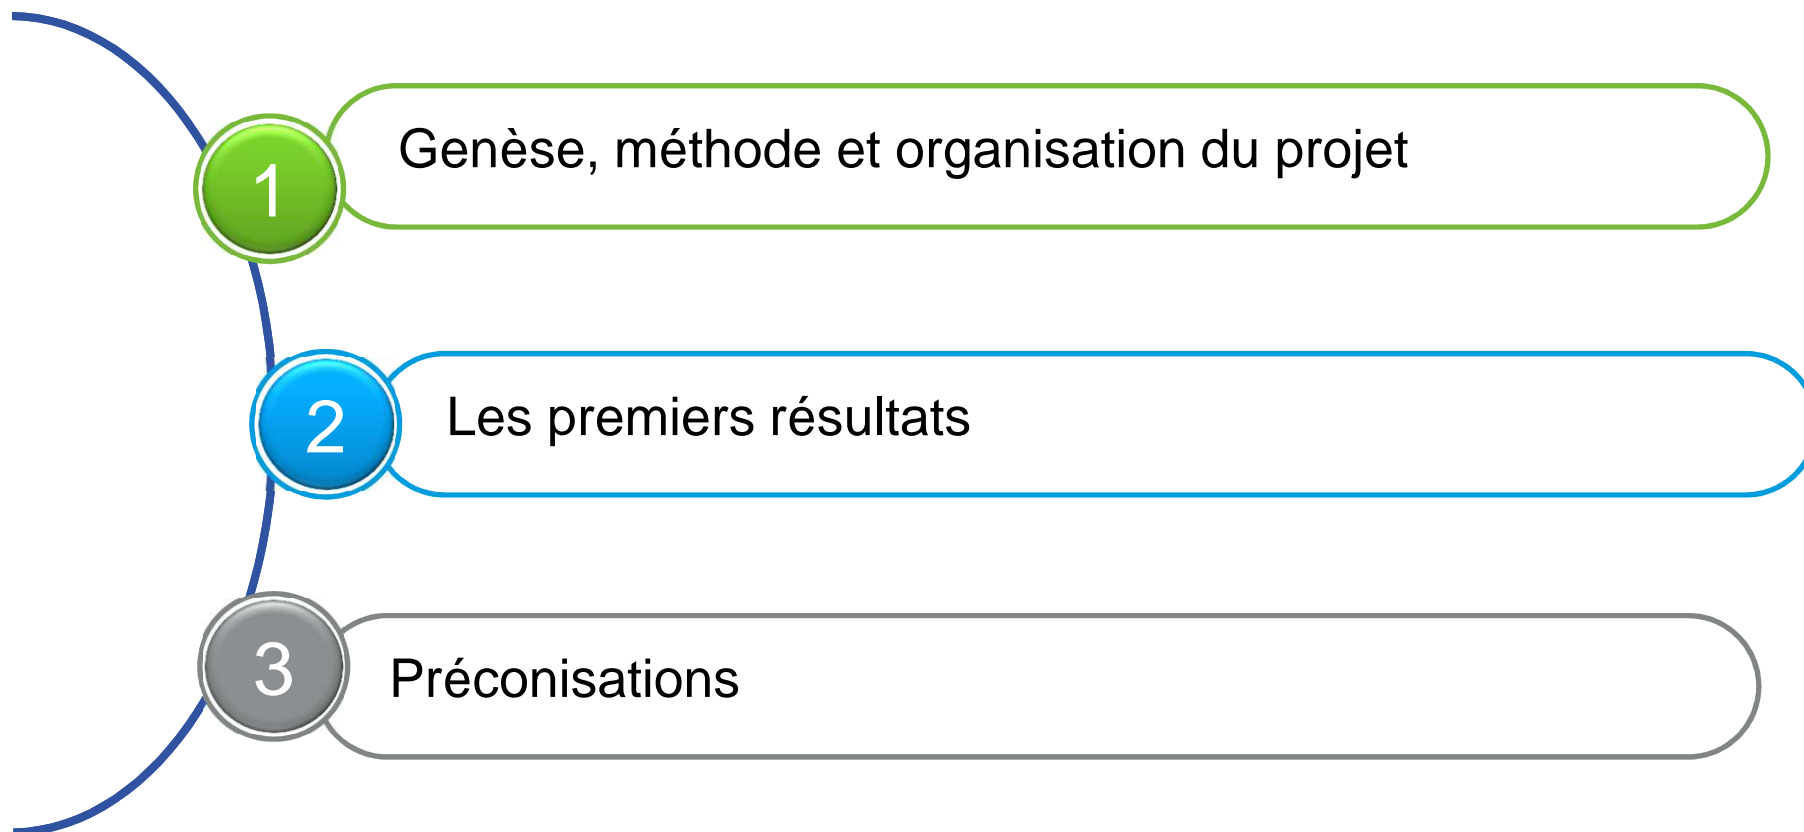 1
Genèse, méthode et organisation du projet
2
Les premiers résultats
3
Préconisations